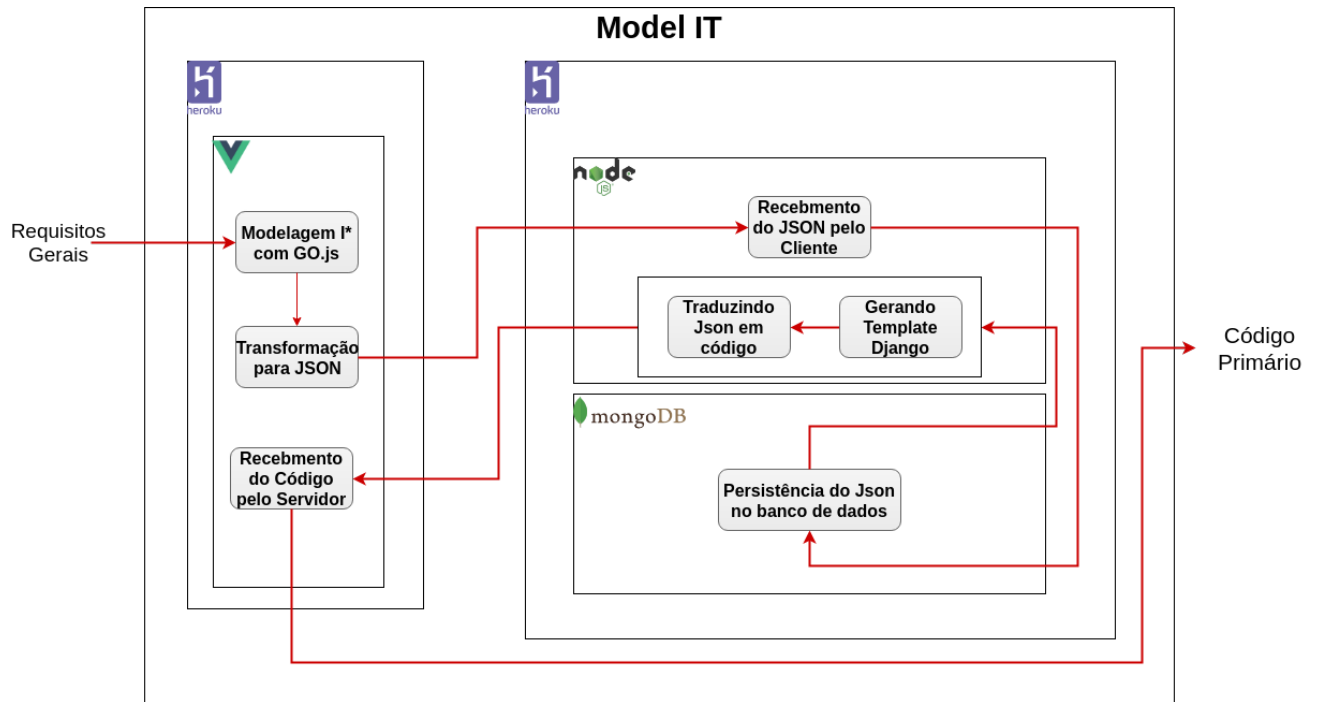 Model IT
heroku
heroku
node
JS
Requisitos
Gerais
Modelagem I*
com GO.js
Transformação
para JSON
Recebmento
do Código
pelo Servidor
Recebmento
do JSON pelo
Cliente
Traduzindo
Json em
código
Gerando
Template
Django
mongoDB
Persistência do Json
no banco de dados
Código
Primário